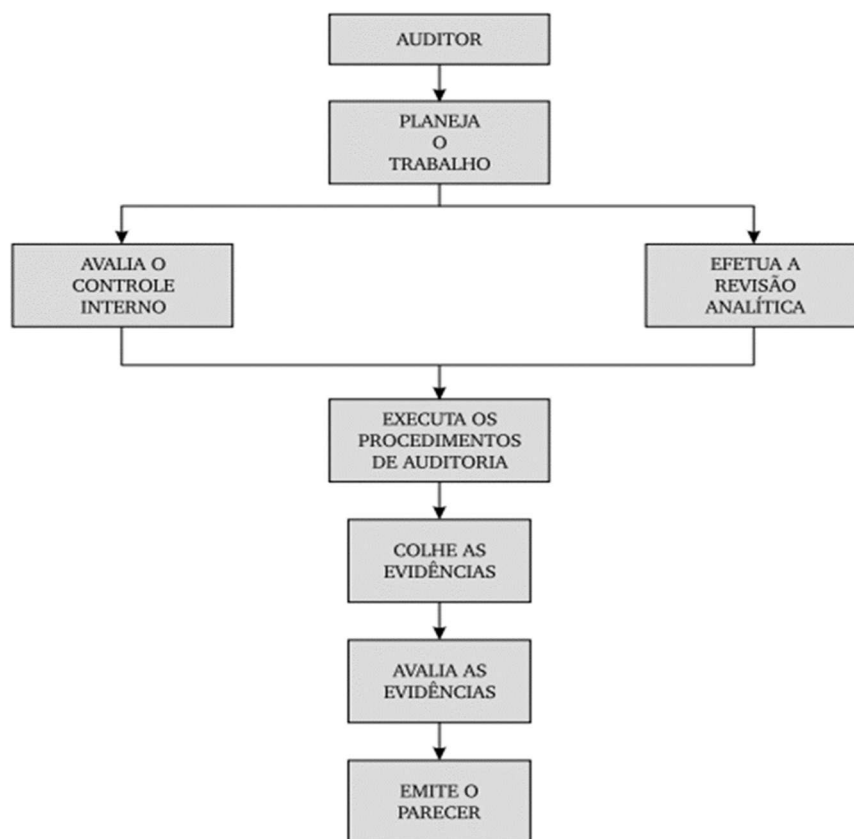 AUDITOR
PLANEJA
O
TRABALHO
AVALIA O
CONTROLE
INTERNO
EFETUA A
REVISÃO
ANALÍTICA
EXECUTA OS
PROCEDIMENTOS
DE AUDITORIA
COLHE AS
EVIDÊNCIAS
AVALIA AS
EVIDÊNCIAS
EMITE O
PARECER